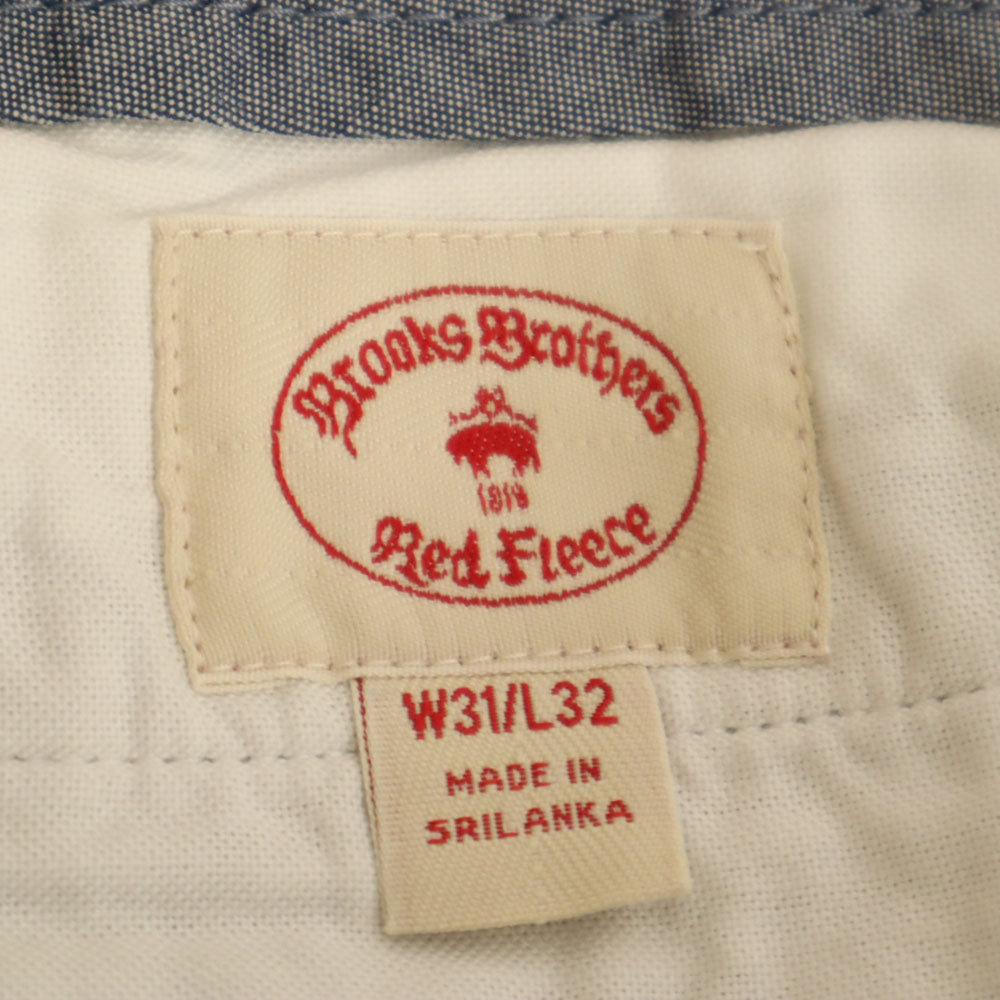 Brooks Brothers
1818
Red Fleece
W31/L32
MADE IN
SRILANKA